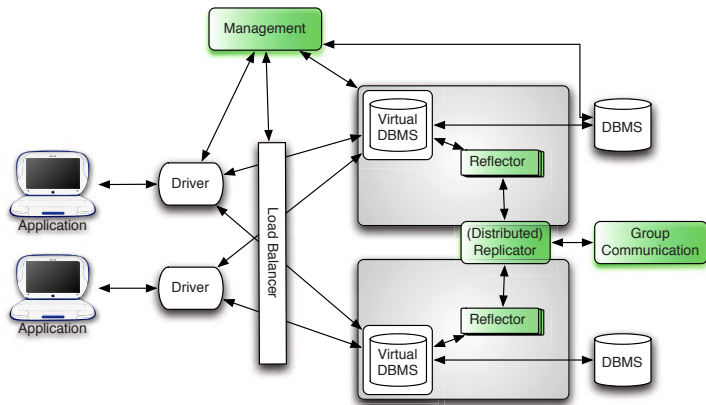 Management
Virtual
DBMS
DBMS
Reflector
Driver
Application
Load Balancer
(Distributed)
Replicator
Group
Communication
Driver
Application
Reflector
Virtual
DBMS
DBMS